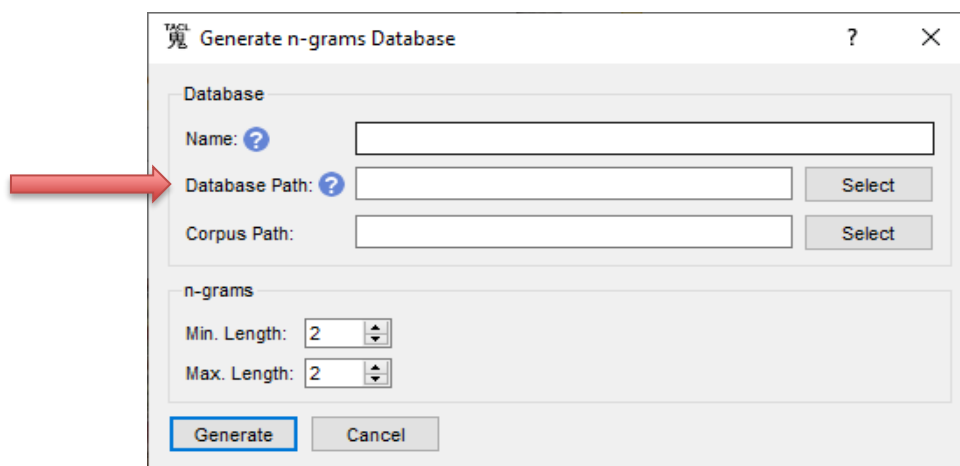 TACL
鬼 Generate n-grams Database ?
Database
Name: ?
Database Path: ? Select
Corpus Path: Select
n-grams
Min. Length: 2
Max. Length: 2
Generate Cancel